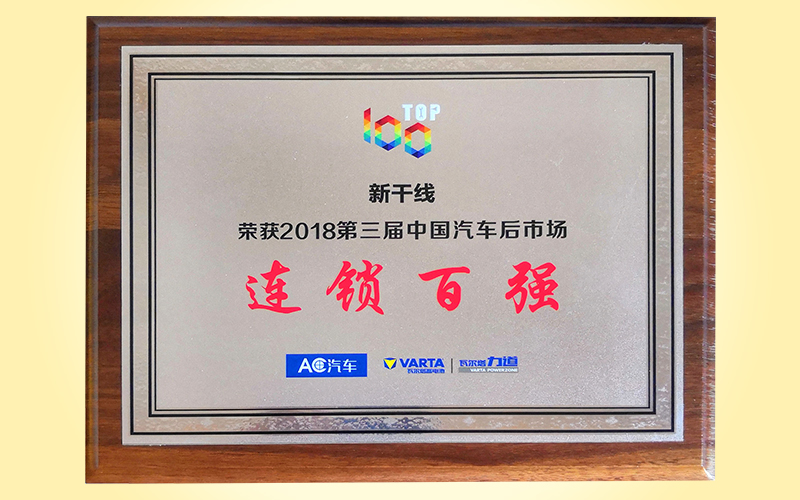 TOP
100
新干线
荣获2018第三届中国汽车后市场
连锁百强
AC汽车
VARTA
瓦尔塔蓄电池
瓦尔塔力道
VARTA POWERZONE